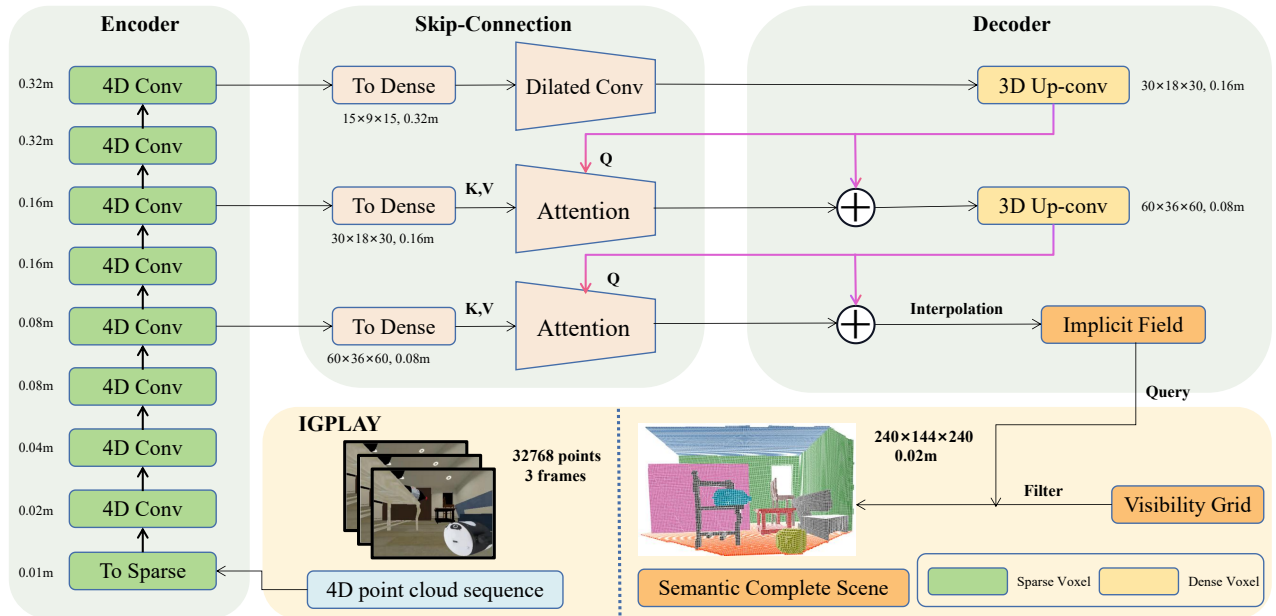 Encoder
0.32m
4D Conv
0.32m
4D Conv
0.16m
4D Conv
0.16m
4D Conv
0.08m
4D Conv
0.08m
4D Conv
0.04m
4D Conv
0.02m
4D Conv
0.01m
To Sparse
Skip-Connection
To Dense
15×9×15, 0.32m
Dilated Conv
Q
K,V
To Dense
30×18×30, 0.16m
Attention
Q
K,V
To Dense
60×36×60, 0.08m
Attention
Decoder
3D Up-conv
30×18×30, 0.16m
3D Up-conv
60×36×60, 0.08m
Interpolation
Implicit Field
Query
IGPLAY
32768 points
3 frames
4D point cloud sequence
240×144×240
0.02m
Filter
Visibility Grid
Semantic Complete Scene
Sparse Voxel
Dense Voxel